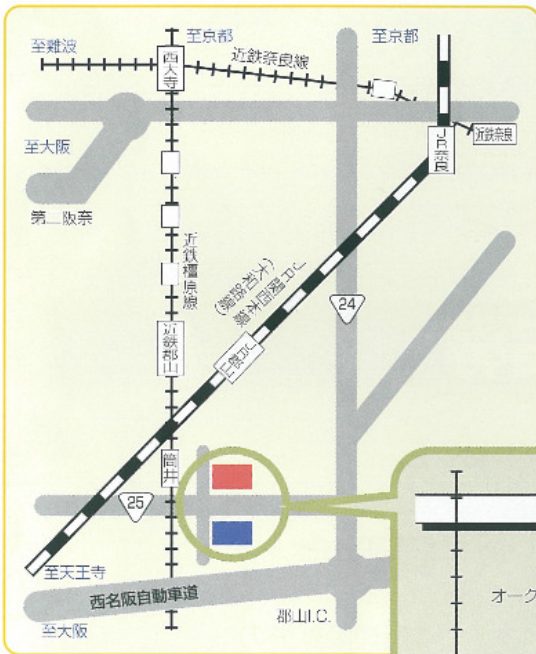 至難波
至京都
至京都
西大寺
近鉄奈良線
至大阪
JR奈良
近鉄奈良
第二阪奈
近鉄橿原線
JR関西本線
(大和路線)
24
近鉄郡山
JR郡山
筒井
25
至天王寺
西名阪自動車道
オーク
至大阪
郡山I.C.